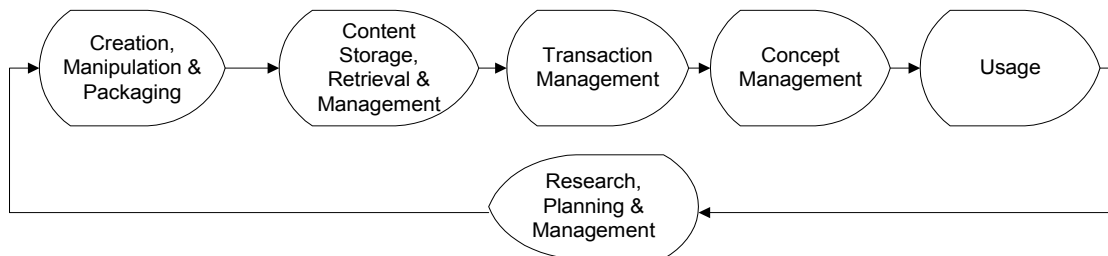 Creation,
Manipulation &
Packaging
Content
Storage,
Retrieval &
Management
Transaction
Management
Concept
Management
Usage
Research,
Planning &
Management